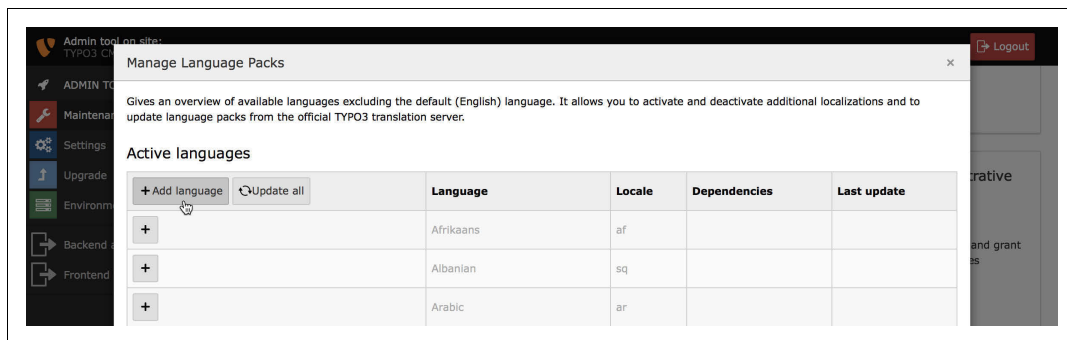 Admin tool on site:
TYPO3 CM
Logout
Manage Language Packs
×
ADMIN TO
Maintenan
Settings
Upgrade
Environm
Backend a
Frontend
Gives an overview of available languages excluding the default (English) language. It allows you to activate and deactivate additional localizations and to
update language packs from the official TYPO3 translation server.
Active languages
+ Add language Update all Language Locale Dependencies Last update
+ Afrikaans af
+ Albanian sq
+ Arabic ar
trative
and grant
es